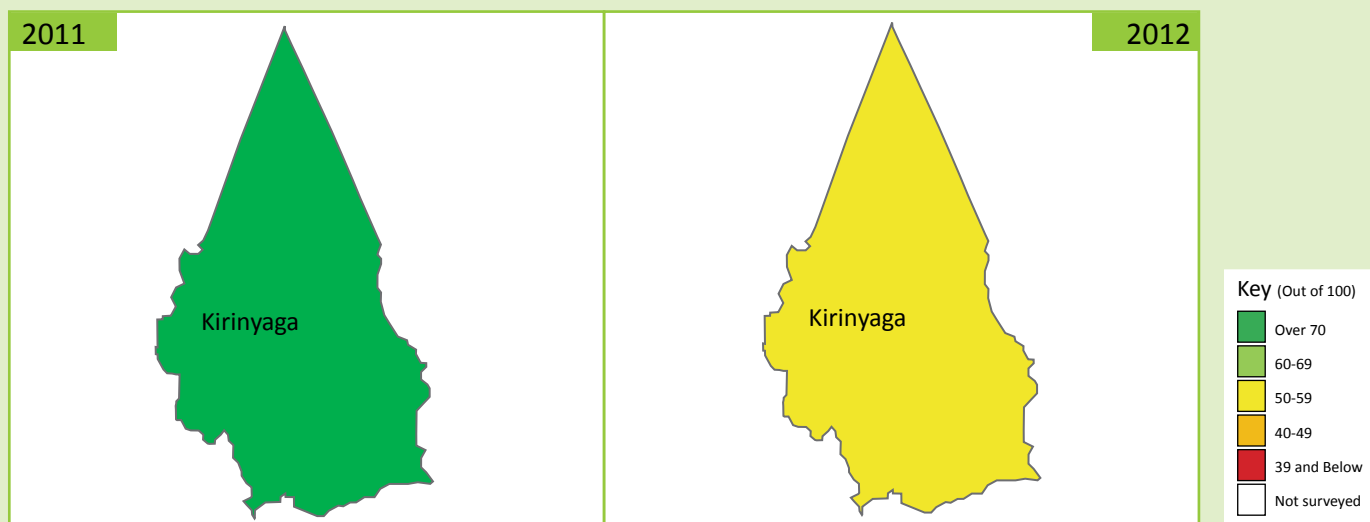 2011
2012
Kirinyaga
Kirinyaga
Key (Out of 100)
Over 70
60-69
50-59
40-49
39 and Below
Not surveyed